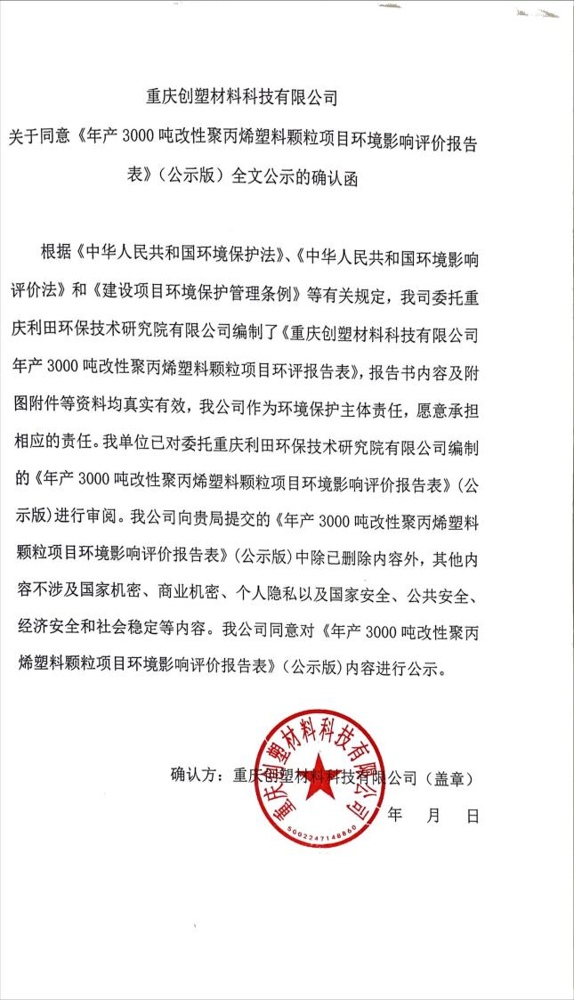 重庆创塑材料科技有限公司
关于同意《年产 3000 吨改性聚丙烯塑料颗粒项目环境影响评价报告
表》（公示版）全文公示的确认函
根据《中华人民共和国环境保护法》、《中华人民共和国环境影响
评价法》和《建设项目环境保护管理条例》等有关规定，我司委托重
庆利田环保技术研究院有限公司编制了《重庆创塑材料科技有限公司
年产 3000 吨改性聚丙烯塑料颗粒项目环评报告表》，报告书内容及附
图附件等资料均真实有效，我公司作为环境保护主体责任，愿意承担
相应的责任。我单位已对委托重庆利田环保技术研究院有限公司编制
的《年产 3000 吨改性聚丙烯塑料颗粒项目环境影响评价报告表》(公
示版)进行审阅。我公司向贵局提交的《年产 3000 吨改性聚丙烯塑料
颗粒项目环境影响评价报告表》(公示版)中除已删除内容外，其他内
容不涉及国家机密、商业机密、个人隐私以及国家安全、公共安全、
经济安全和社会稳定等内容。我公司同意对《年产 3000 吨改性聚丙
烯塑料颗粒项目环境影响评价报告表》（公示版)内容进行公示。
重庆创塑材料科技有限公司
确认方：重庆创塑材料科技有限公司（盖章）
年 月 日
5002247148860